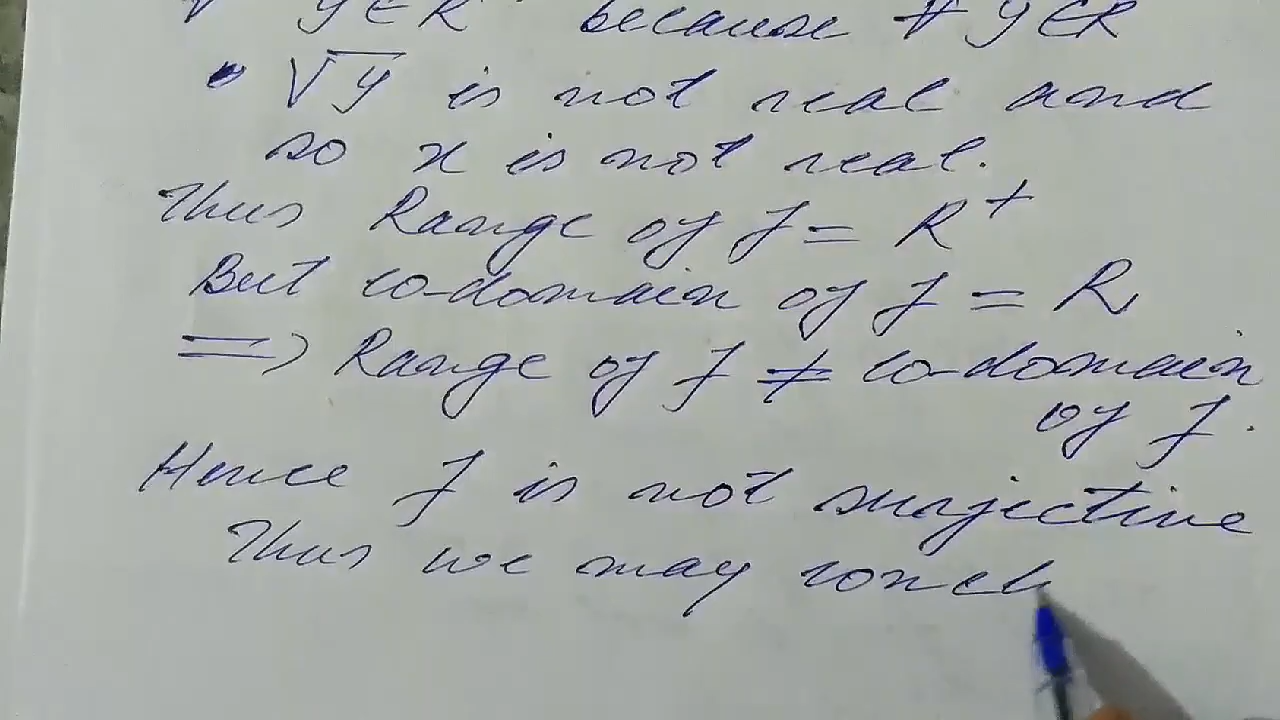 ∀ y ∈ R because ∀ y ∈ R
√y is not real and
so x is not real.
Thus Range of f = R⁺
But co-domain of f = R
⇒ Range of f ≠ co-domain
of f.
Hence f is not surjective
Thus we may conclu